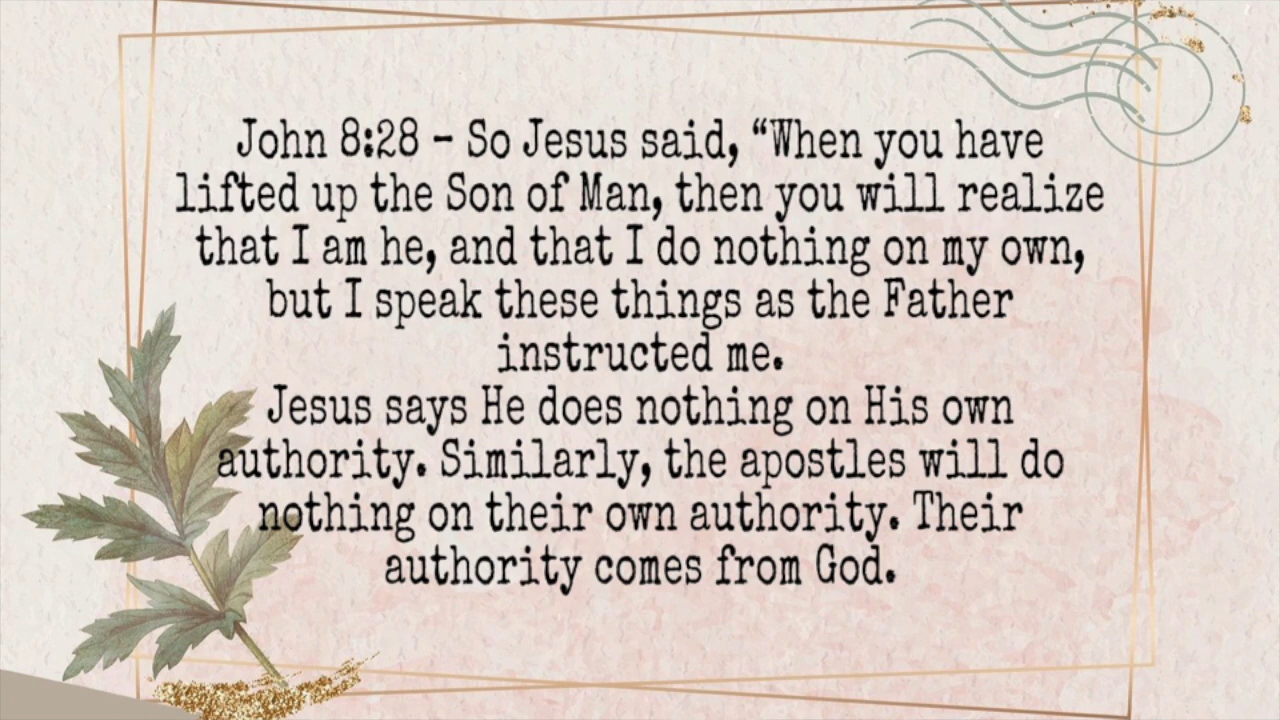 John 8:28 – So Jesus said, “When you have
lifted up the Son of Man, then you will realize
that I am he, and that I do nothing on my own,
but I speak these things as the Father
instructed me.
Jesus says He does nothing on His own
authority. Similarly, the apostles will do
nothing on their own authority. Their
authority comes from God.